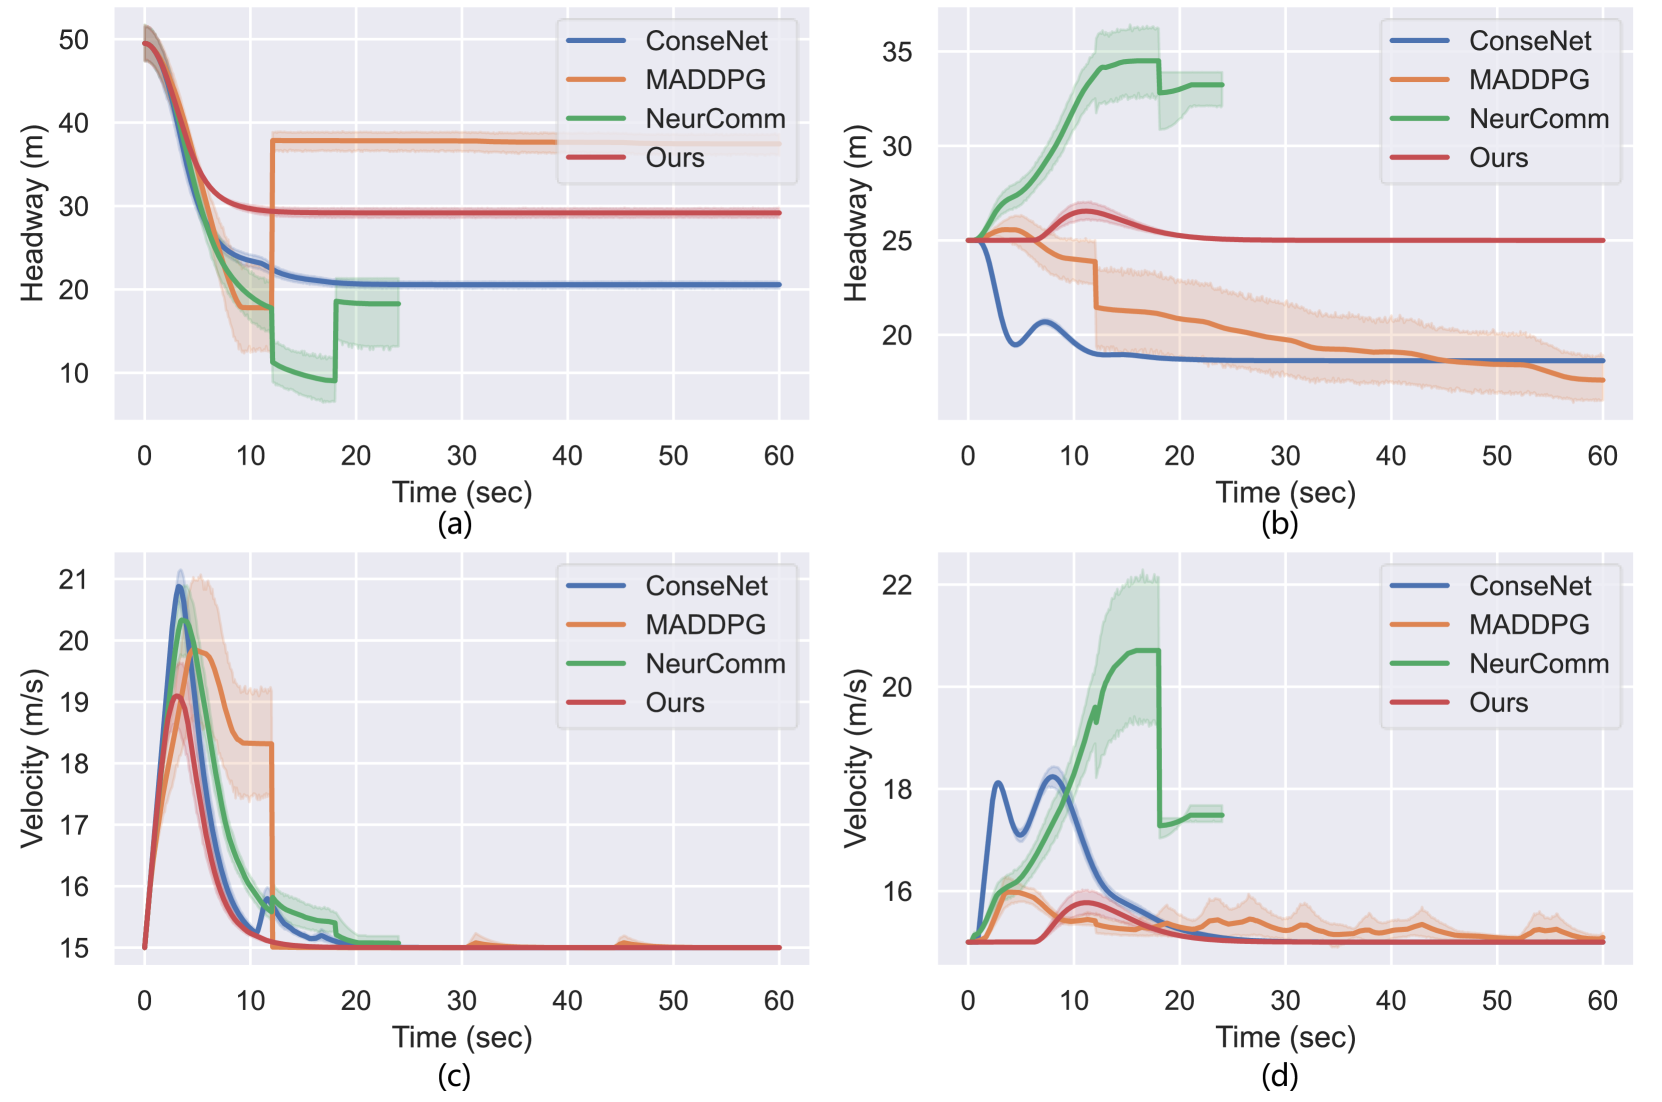 50
40
30
20
10
Headway (m)
ConseNet
MADDPG
NeurComm
Ours
0 10 20 30 40 50 60
Time (sec)
(a)
35
30
25
20
Headway (m)
ConseNet
MADDPG
NeurComm
Ours
0 10 20 30 40 50 60
Time (sec)
(b)
21
20
19
18
17
16
15
Velocity (m/s)
ConseNet
MADDPG
NeurComm
Ours
0 10 20 30 40 50 60
Time (sec)
(c)
22
20
18
16
Velocity (m/s)
ConseNet
MADDPG
NeurComm
Ours
0 10 20 30 40 50 60
Time (sec)
(d)